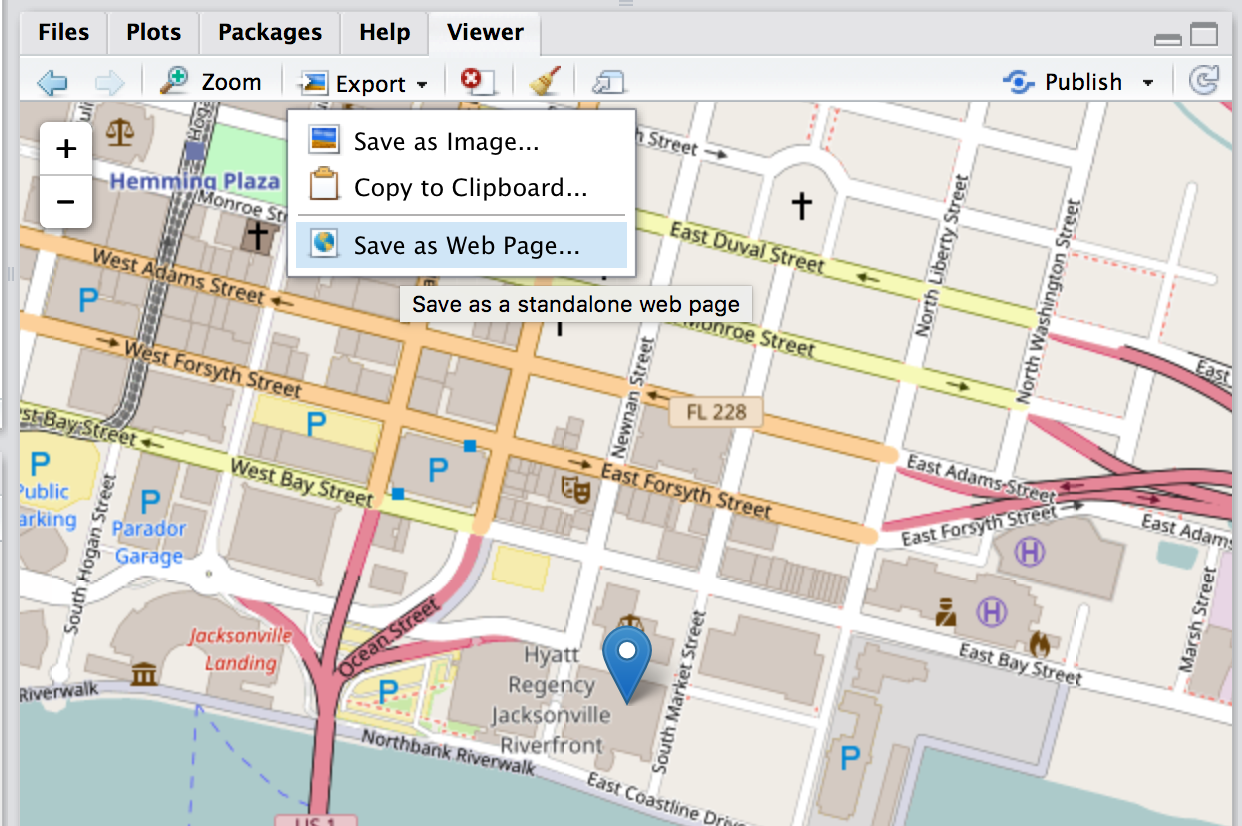 Files
Plots
Packages
Help
Viewer
Zoom
Export
Publish
+
−
Save as Image...
Copy to Clipboard...
Save as Web Page...
Save as a standalone web page
Hemming Plaza
Monroe Str
h Street
East Duval Street
North Liberty Street
North Washington Street
West Adams Street
P
Monroe Street
East
West Forsyth Street
Newnan Street
FL 228
P
st Bay Street
P
P
West Bay Street
East Forsyth Street
East Adams Street
East Forsyth Street
East Adams
Public
arking
P
Parador
Garage
South Hogan Street
H
H
Marsh Street
Ocean Street
Jacksonville
Landing
South Market Street
East Bay Street
Hyatt
Regency
Jacksonville
Riverfront
Riverwalk
P
P
Northbank Riverwalk
East Coastline Drive
US 1